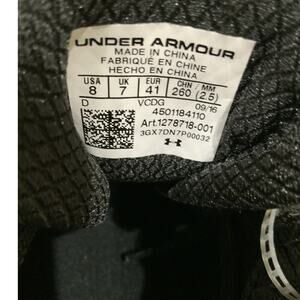 UNDER ARMOUR
MADE IN CHINA
FABRIQUÉ EN CHINE
HECHO EN CHINA
USA UK EUR CHN / MM
8 7 41 260 (2.5)
D VCDG 09/16
4501184110
Art.1278718-001
3GX7DN7P00032